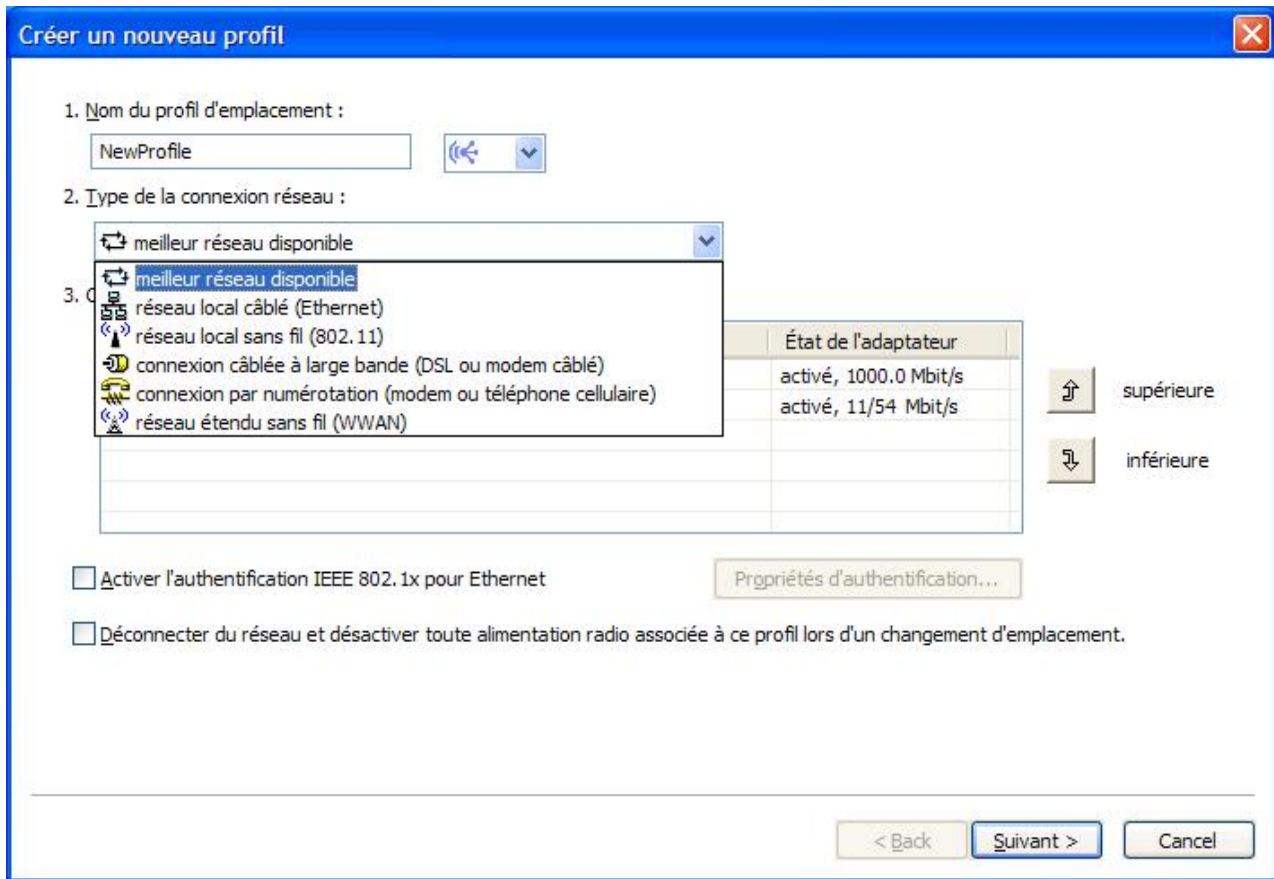 Créer un nouveau profil
1. Nom du profil d'emplacement :
NewProfile
2. Type de la connexion réseau :
meilleur réseau disponible
meilleur réseau disponible
3.
réseau local câblé (Ethernet)
réseau local sans fil (802.11)
connexion câblée à large bande (DSL ou modem câblé)
connexion par numérotation (modem ou téléphone cellulaire)
réseau étendu sans fil (WWAN)
État de l'adaptateur
activé, 1000.0 Mbit/s
activé, 11/54 Mbit/s
supérieure
inférieure
Activer l'authentification IEEE 802.1x pour Ethernet
Propriétés d'authentification...
Déconnecter du réseau et désactiver toute alimentation radio associée à ce profil lors d'un changement d'emplacement.
< Back
Suivant >
Cancel